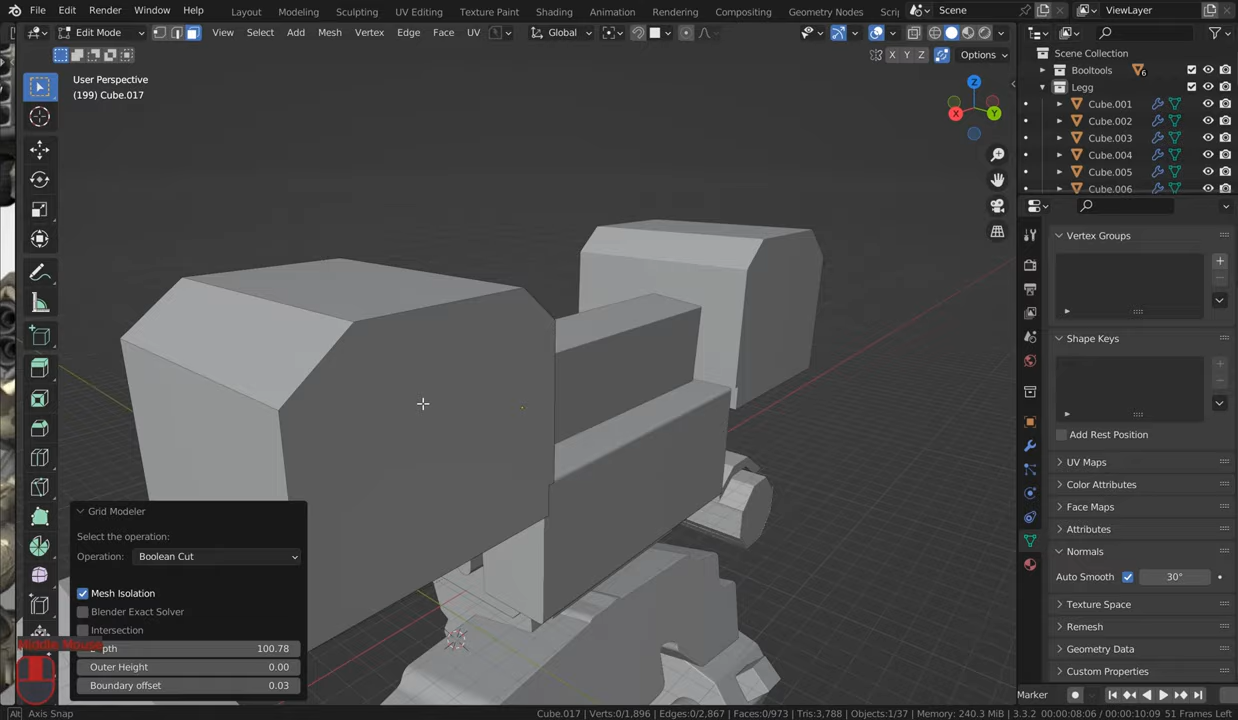 File Edit Render Window Help Layout Modeling Sculpting UV Editing Texture Paint Shading Animation Rendering Compositing Geometry Nodes Scrip Scene ViewLayer
Edit Mode View Select Add Mesh Vertex Edge Face UV Global
X Y Z Options
User Perspective
(199) Cube.017
Z
X Y
Scene Collection
Booltools 6
Legg
Cube.001
Cube.002
Cube.003
Cube.004
Cube.005
Cube.006
Vertex Groups
Shape Keys
Add Rest Position
UV Maps
Color Attributes
Face Maps
Attributes
Normals
Auto Smooth 30°
Texture Space
Remesh
Geometry Data
Custom Properties
Grid Modeler
Select the operation:
Operation: Boolean Cut
Mesh Isolation
Blender Exact Solver
Intersection
Middle Mouse
epth 100.78
Outer Height 0.00
Boundary offset 0.03
Marker
Alt Axis Snap Cube.017 | Verts:0/1,896 | Edges:0/2,867 | Faces:0/973 | Tris:3,788 | Objects:1/37 | Memory: 240.3 MiB | 3.3.2 00:00:08:06 / 00:00:10:09 51 Frames Left